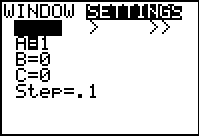 WINDOW SETTINGS
> >>
A=1
B=0
C=0
Step=.1